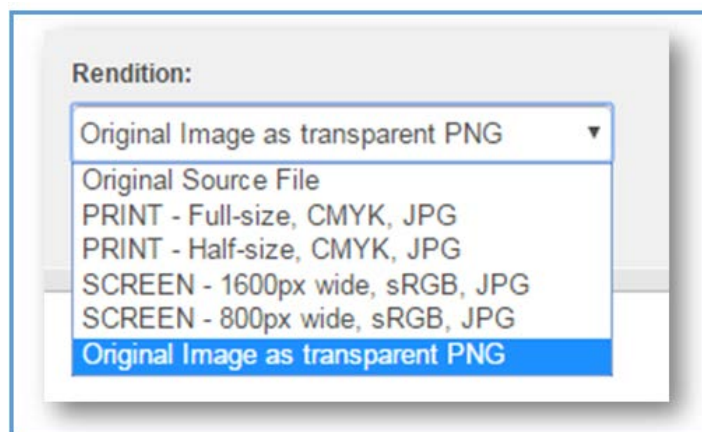 Rendition:
Original Image as transparent PNG
Original Source File
PRINT - Full-size, CMYK, JPG
PRINT - Half-size, CMYK, JPG
SCREEN - 1600px wide, sRGB, JPG
SCREEN - 800px wide, sRGB, JPG
Original Image as transparent PNG